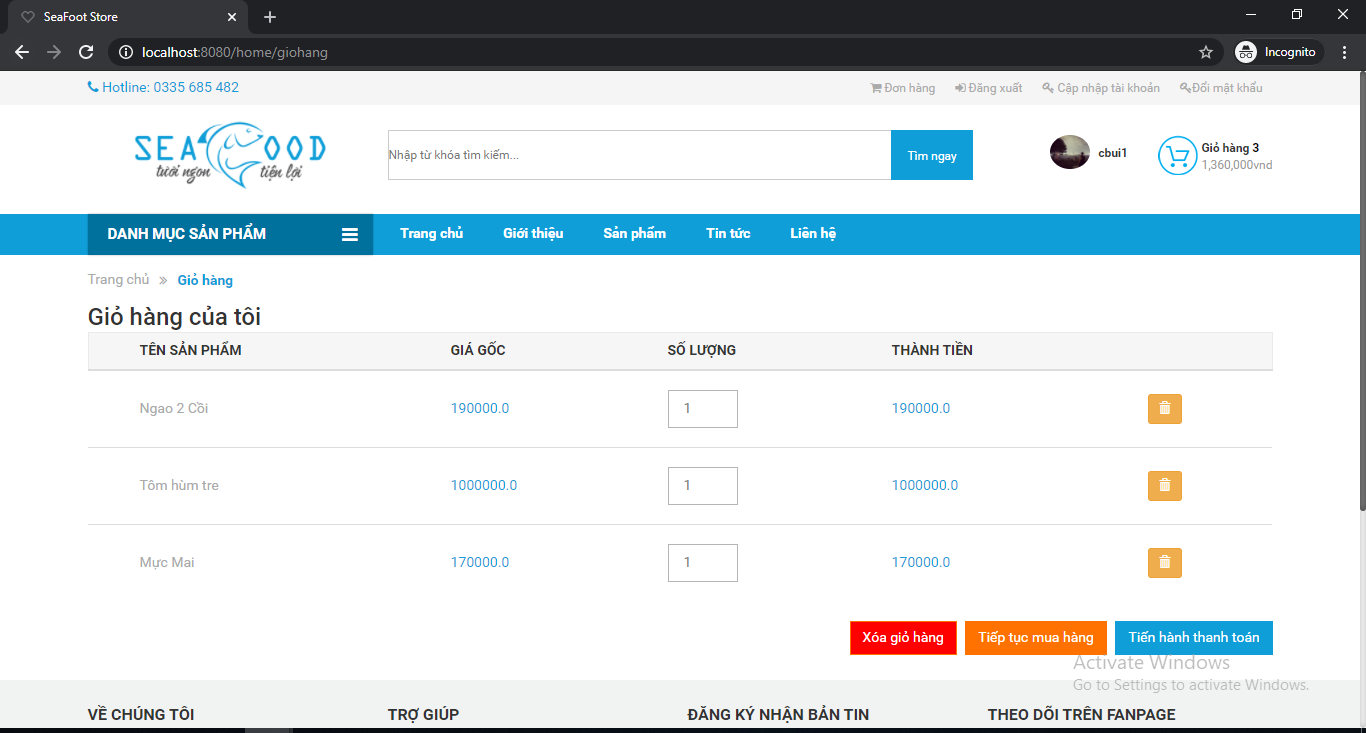 SeaFoot Store
localhost:8080/home/giohang
Incognito
Hotline: 0335 685 482
Đơn hàng
Đăng xuất
Cập nhập tài khoản
Đổi mật khẩu
SEAFOOD
tươi ngon tiện lợi
Nhập từ khóa tìm kiếm...
Tìm ngay
cbui1
Giỏ hàng 3
1,360,000vnd
DANH MỤC SẢN PHẨM
Trang chủ
Giới thiệu
Sản phẩm
Tin tức
Liên hệ
Trang chủ » Giỏ hàng
Giỏ hàng của tôi
TÊN SẢN PHẨM GIÁ GỐC SỐ LƯỢNG THÀNH TIỀN
Ngao 2 Cồi 190000.0 1 190000.0
Tôm hùm tre 1000000.0 1 1000000.0
Mực Mai 170000.0 1 170000.0
Xóa giỏ hàng
Tiếp tục mua hàng
Tiến hành thanh toán
Activate Windows
Go to Settings to activate Windows.
VỀ CHÚNG TÔI
TRỢ GIÚP
ĐĂNG KÝ NHẬN BẢN TIN
THEO DÕI TRÊN FANPAGE